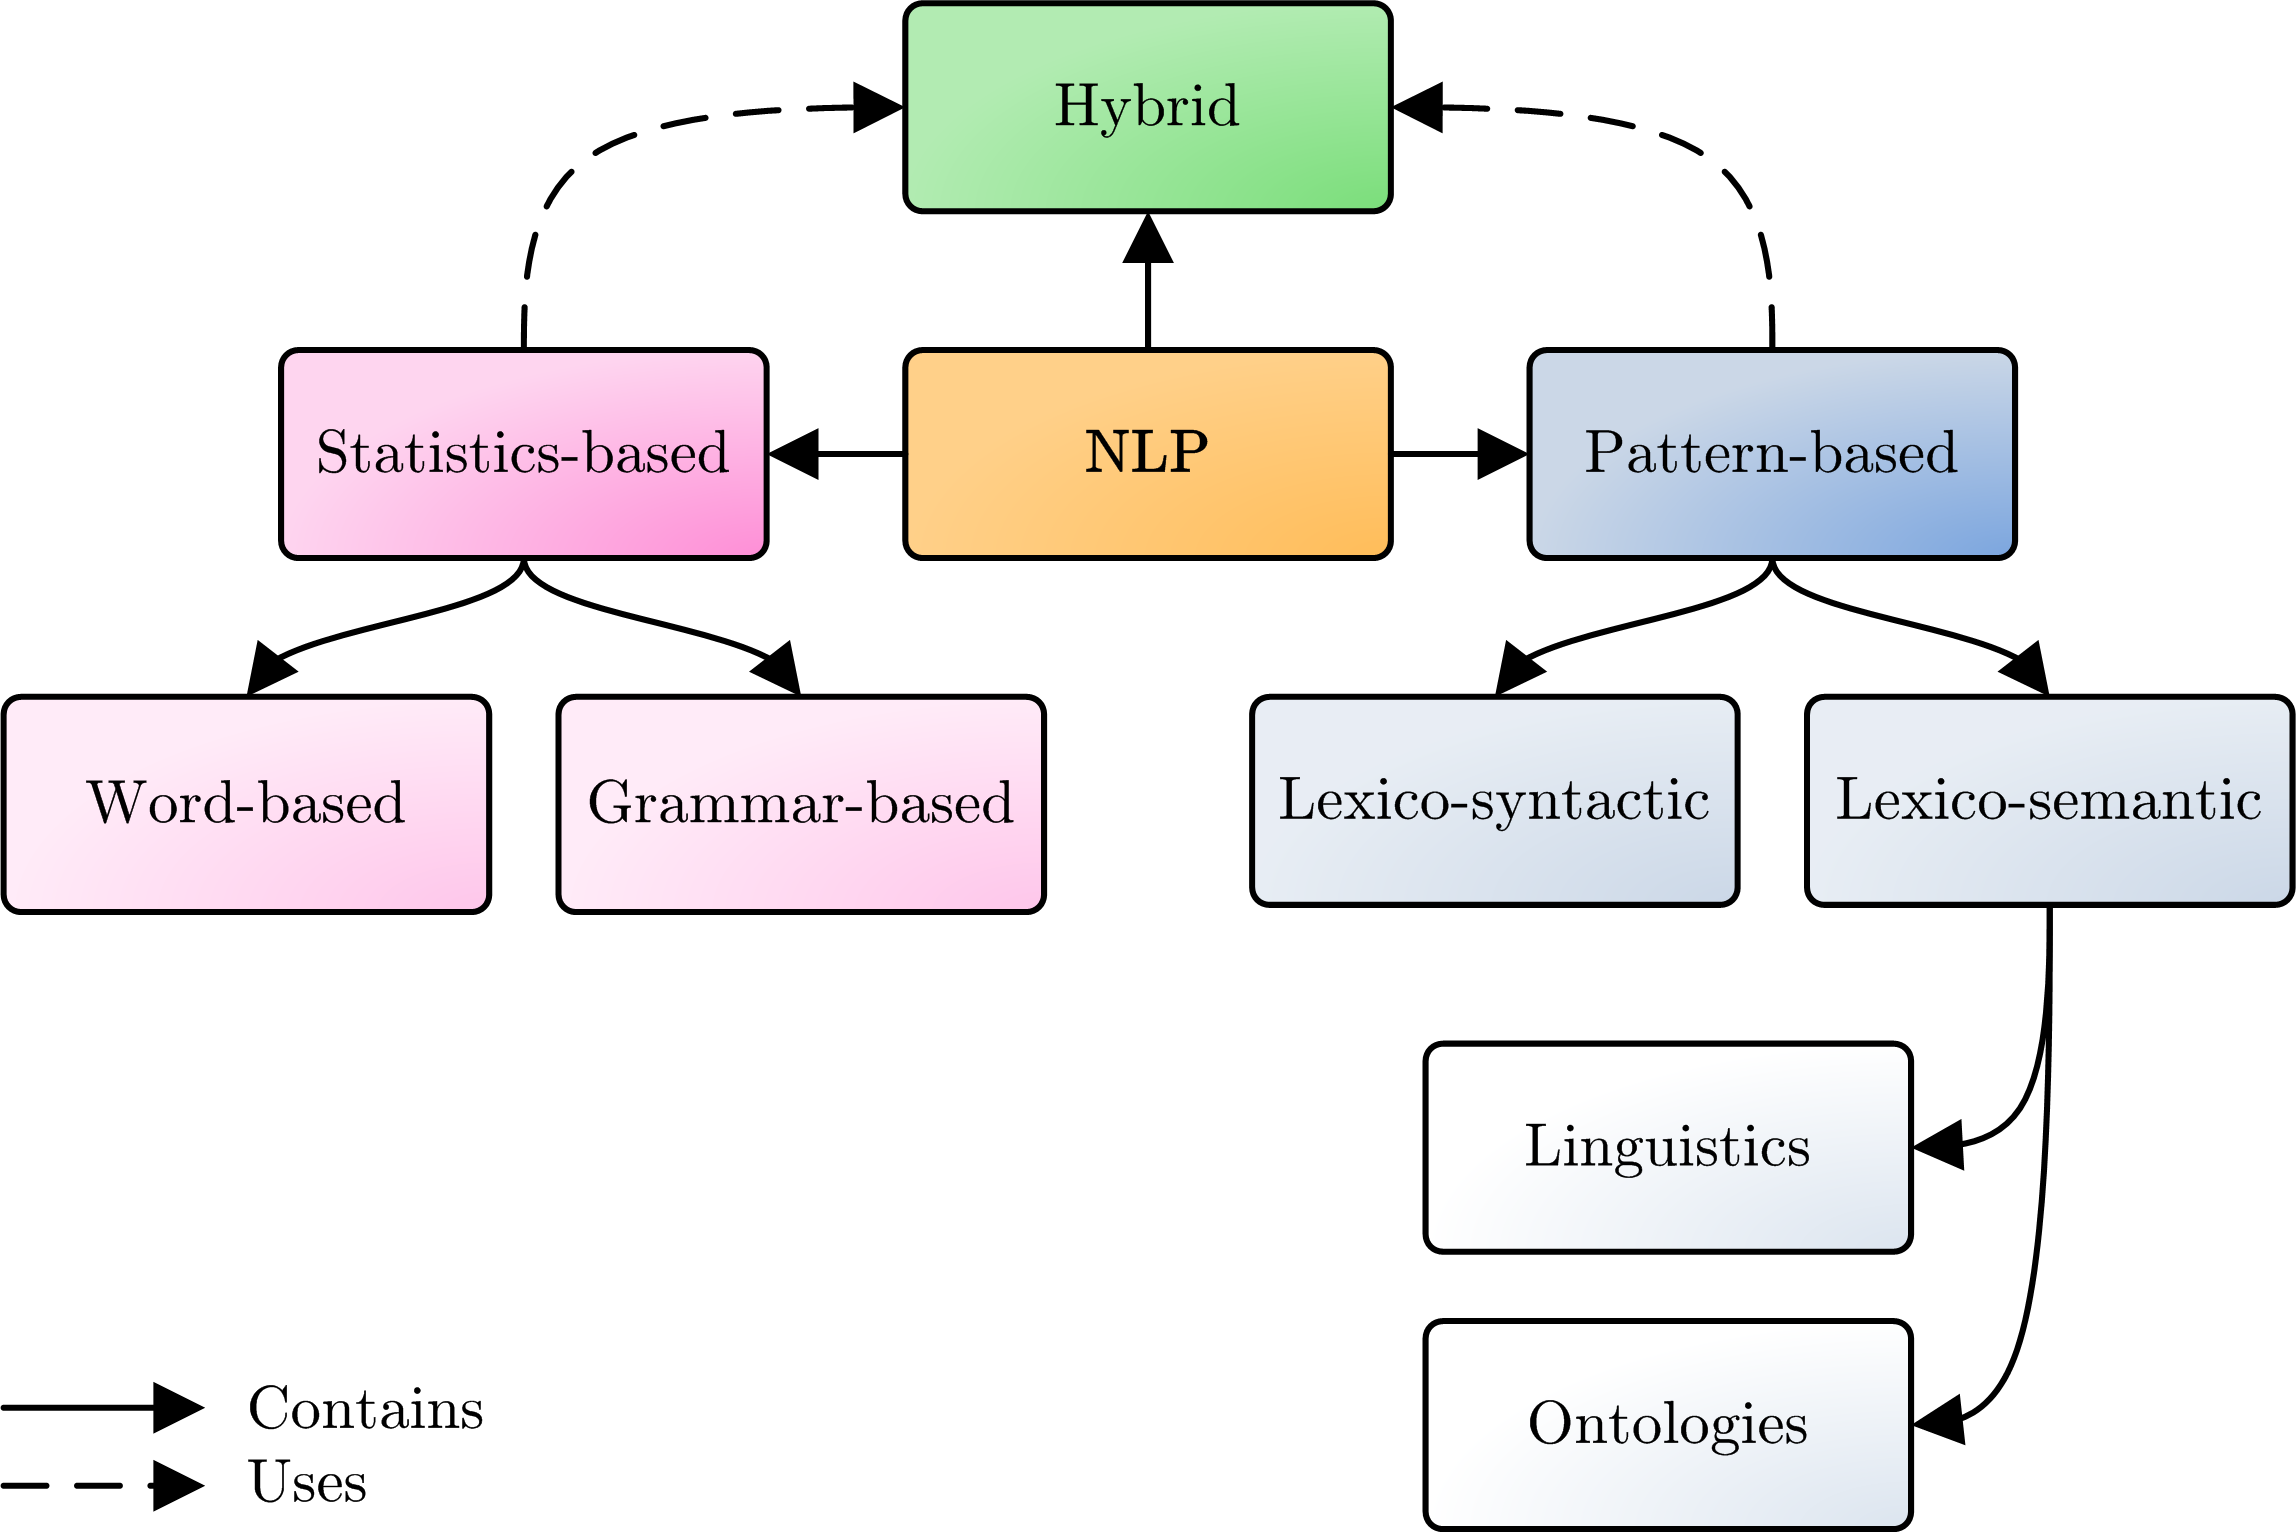 Hybrid
Statistics-based
NLP
Pattern-based
Word-based
Grammar-based
Lexico-syntactic
Lexico-semantic
Linguistics
Ontologies
Contains
Uses